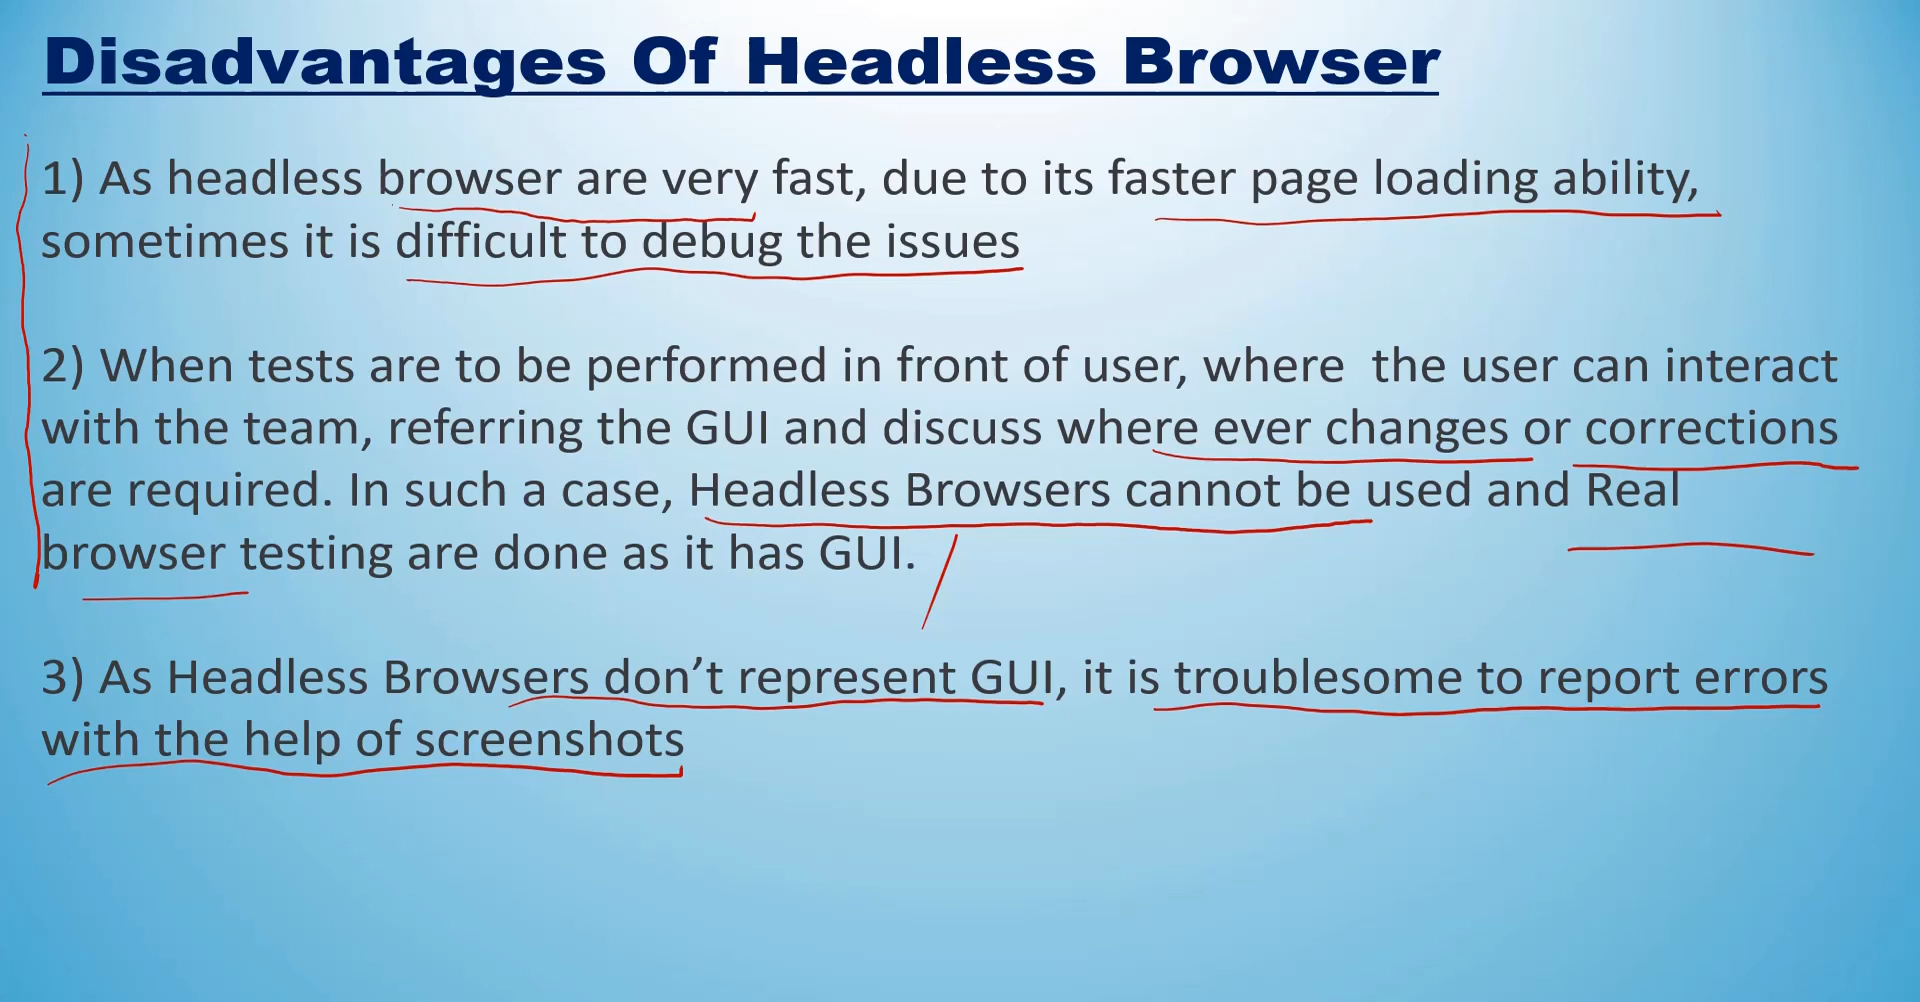 Disadvantages Of Headless Browser
1) As headless browser are very fast, due to its faster page loading ability,
sometimes it is difficult to debug the issues
2) When tests are to be performed in front of user, where  the user can interact
with the team, referring the GUI and discuss where ever changes or corrections
are required. In such a case, Headless Browsers cannot be used and Real
browser testing are done as it has GUI.
3) As Headless Browsers don’t represent GUI, it is troublesome to report errors
with the help of screenshots